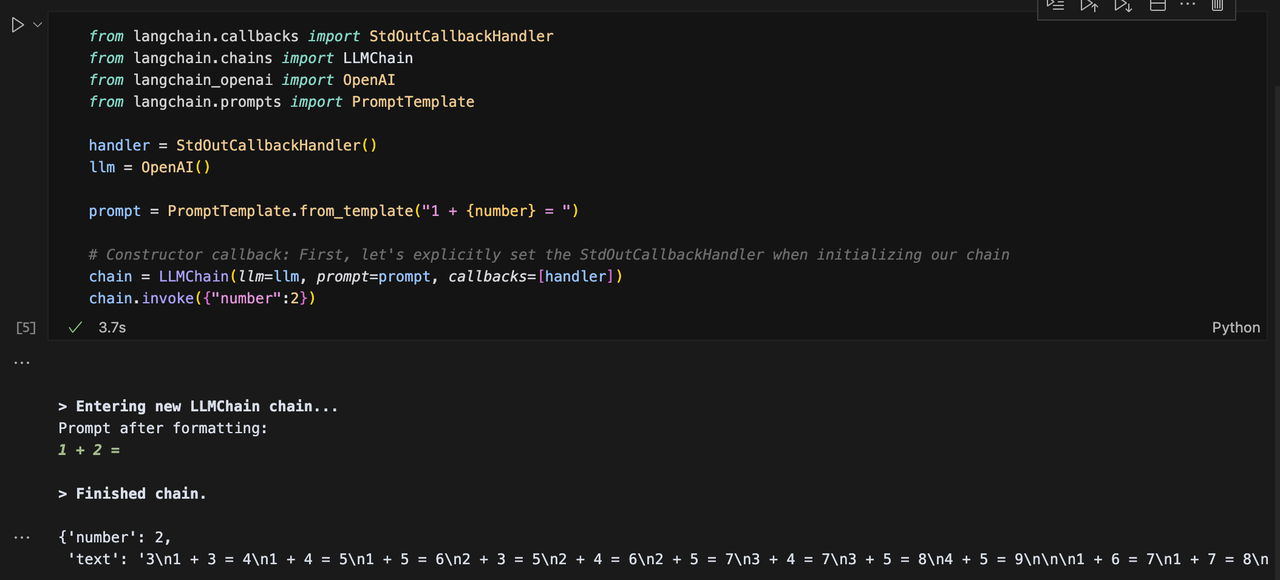 from langchain.callbacks import StdOutCallbackHandler
from langchain.chains import LLMChain
from langchain_openai import OpenAI
from langchain.prompts import PromptTemplate
handler = StdOutCallbackHandler()
llm = OpenAI()
prompt = PromptTemplate.from_template("1 + {number} = ")
# Constructor callback: First, let's explicitly set the StdOutCallbackHandler when initializing our chain
chain = LLMChain(llm=llm, prompt=prompt, callbacks=[handler])
chain.invoke({"number":2})
[5] 3.7s Python
...
> Entering new LLMChain chain...
Prompt after formatting:
1 + 2 =
> Finished chain.
... {'number': 2,
'text': '3\n1 + 3 = 4\n1 + 4 = 5\n1 + 5 = 6\n2 + 3 = 5\n2 + 4 = 6\n2 + 5 = 7\n3 + 4 = 7\n3 + 5 = 8\n4 + 5 = 9\n\n\n1 + 6 = 7\n1 + 7 = 8\n